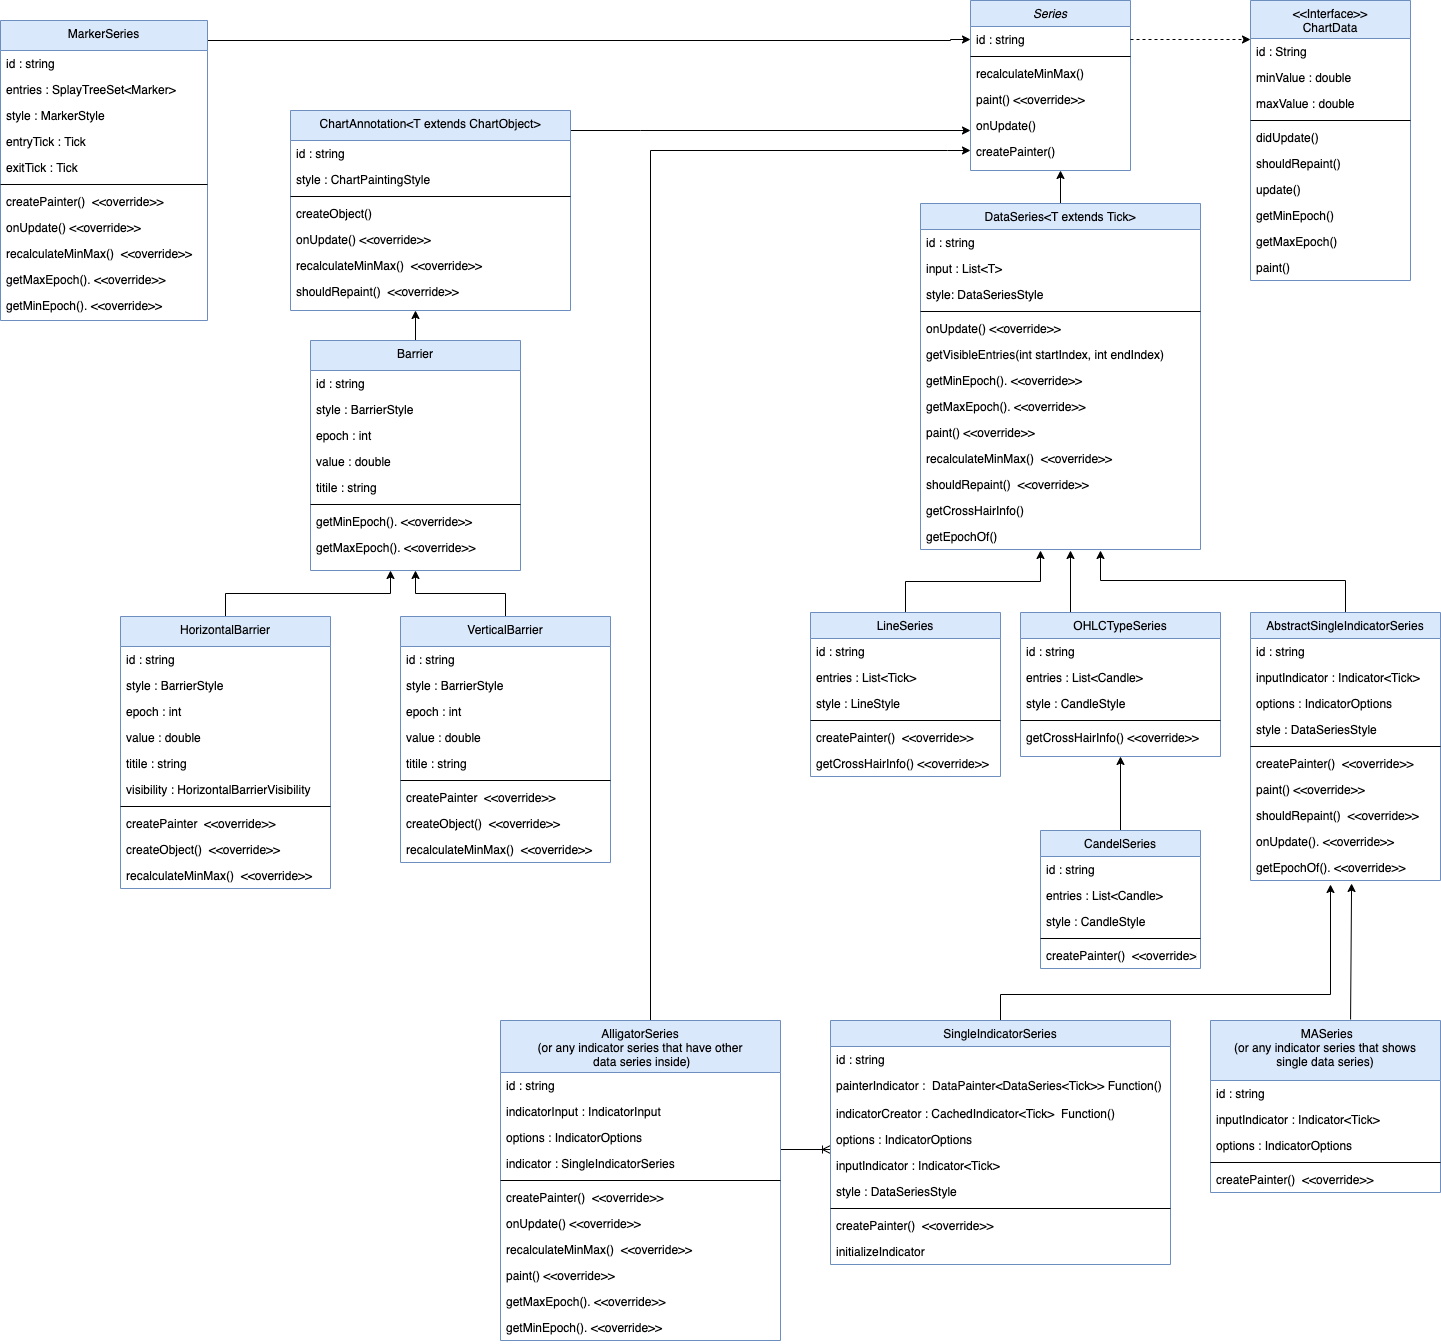 MarkerSeries
id : string
entries : SplayTreeSet<Marker>
style : MarkerStyle
entryTick : Tick
exitTick : Tick
createPainter()  <<override>>
onUpdate() <<override>>
recalculateMinMax()  <<override>>
getMaxEpoch(). <<override>>
getMinEpoch(). <<override>>
Series
id : string
recalculateMinMax()
paint() <<override>>
onUpdate()
createPainter()
<<Interface>>
ChartData
id : String
minValue : double
maxValue : double
didUpdate()
shouldRepaint()
update()
getMinEpoch()
getMaxEpoch()
paint()
ChartAnnotation<T extends ChartObject>
id : string
style : ChartPaintingStyle
createObject()
onUpdate() <<override>>
recalculateMinMax()  <<override>>
shouldRepaint()  <<override>>
DataSeries<T extends Tick>
id : string
input : List<T>
style: DataSeriesStyle
onUpdate() <<override>>
getVisibleEntries(int startIndex, int endIndex)
getMinEpoch(). <<override>>
getMaxEpoch(). <<override>>
paint() <<override>>
recalculateMinMax()  <<override>>
shouldRepaint()  <<override>>
getCrossHairInfo()
getEpochOf()
Barrier
id : string
style : BarrierStyle
epoch : int
value : double
titile : string
getMinEpoch(). <<override>>
getMaxEpoch(). <<override>>
HorizontalBarrier
id : string
style : BarrierStyle
epoch : int
value : double
titile : string
visibility : HorizontalBarrierVisibility
createPainter  <<override>>
createObject()  <<override>>
recalculateMinMax()  <<override>>
VerticalBarrier
id : string
style : BarrierStyle
epoch : int
value : double
titile : string
createPainter  <<override>>
createObject()  <<override>>
recalculateMinMax()  <<override>>
LineSeries
id : string
entries : List<Tick>
style : LineStyle
createPainter()  <<override>>
getCrossHairInfo() <<override>>
OHLCTypeSeries
id : string
entries : List<Candle>
style : CandleStyle
getCrossHairInfo() <<override>>
AbstractSingleIndicatorSeries
id : string
inputIndicator : Indicator<Tick>
options : IndicatorOptions
style : DataSeriesStyle
createPainter()  <<override>>
paint() <<override>>
shouldRepaint()  <<override>>
onUpdate(). <<override>>
getEpochOf(). <<override>>
CandelSeries
id : string
entries : List<Candle>
style : CandleStyle
createPainter()  <<override>
AlligatorSeries
(or any indicator series that have other
data series inside)
id : string
indicatorInput : IndicatorInput
options : IndicatorOptions
indicator : SingleIndicatorSeries
createPainter()  <<override>>
onUpdate() <<override>>
recalculateMinMax()  <<override>>
paint() <<override>>
getMaxEpoch(). <<override>>
getMinEpoch(). <<override>>
SingleIndicatorSeries
id : string
painterIndicator :  DataPainter<DataSeries<Tick>> Function()
indicatorCreator : CachedIndicator<Tick>  Function()
options : IndicatorOptions
inputIndicator : Indicator<Tick>
style : DataSeriesStyle
createPainter()  <<override>>
initializeIndicator
MASeries
(or any indicator series that shows
single data series)
id : string
inputIndicator : Indicator<Tick>
options : IndicatorOptions
createPainter()  <<override>>